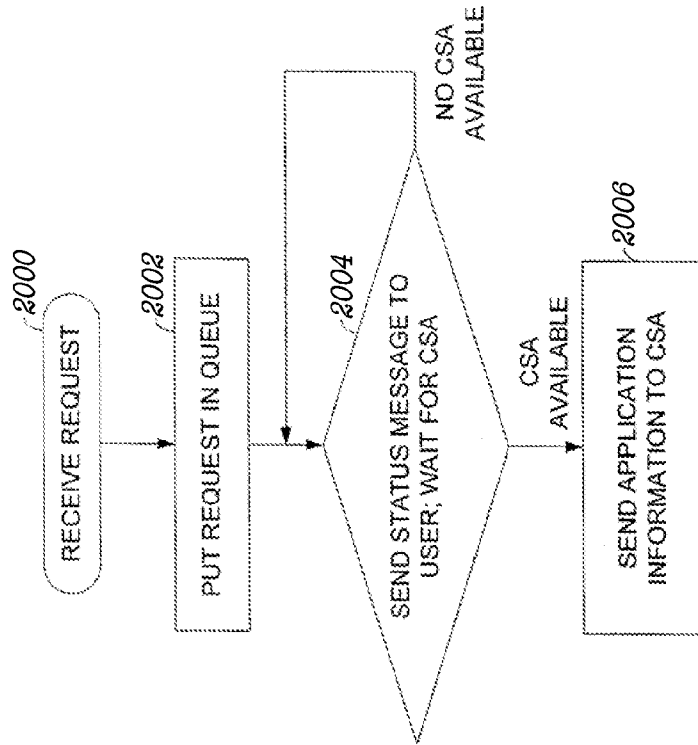 2000
RECEIVE REQUEST
2002
PUT REQUEST IN QUEUE
2004
SEND STATUS MESSAGE TO
USER; WAIT FOR CSA
NO CSA
AVAILABLE
CSA
AVAILABLE
2006
SEND APPLICATION
INFORMATION TO CSA